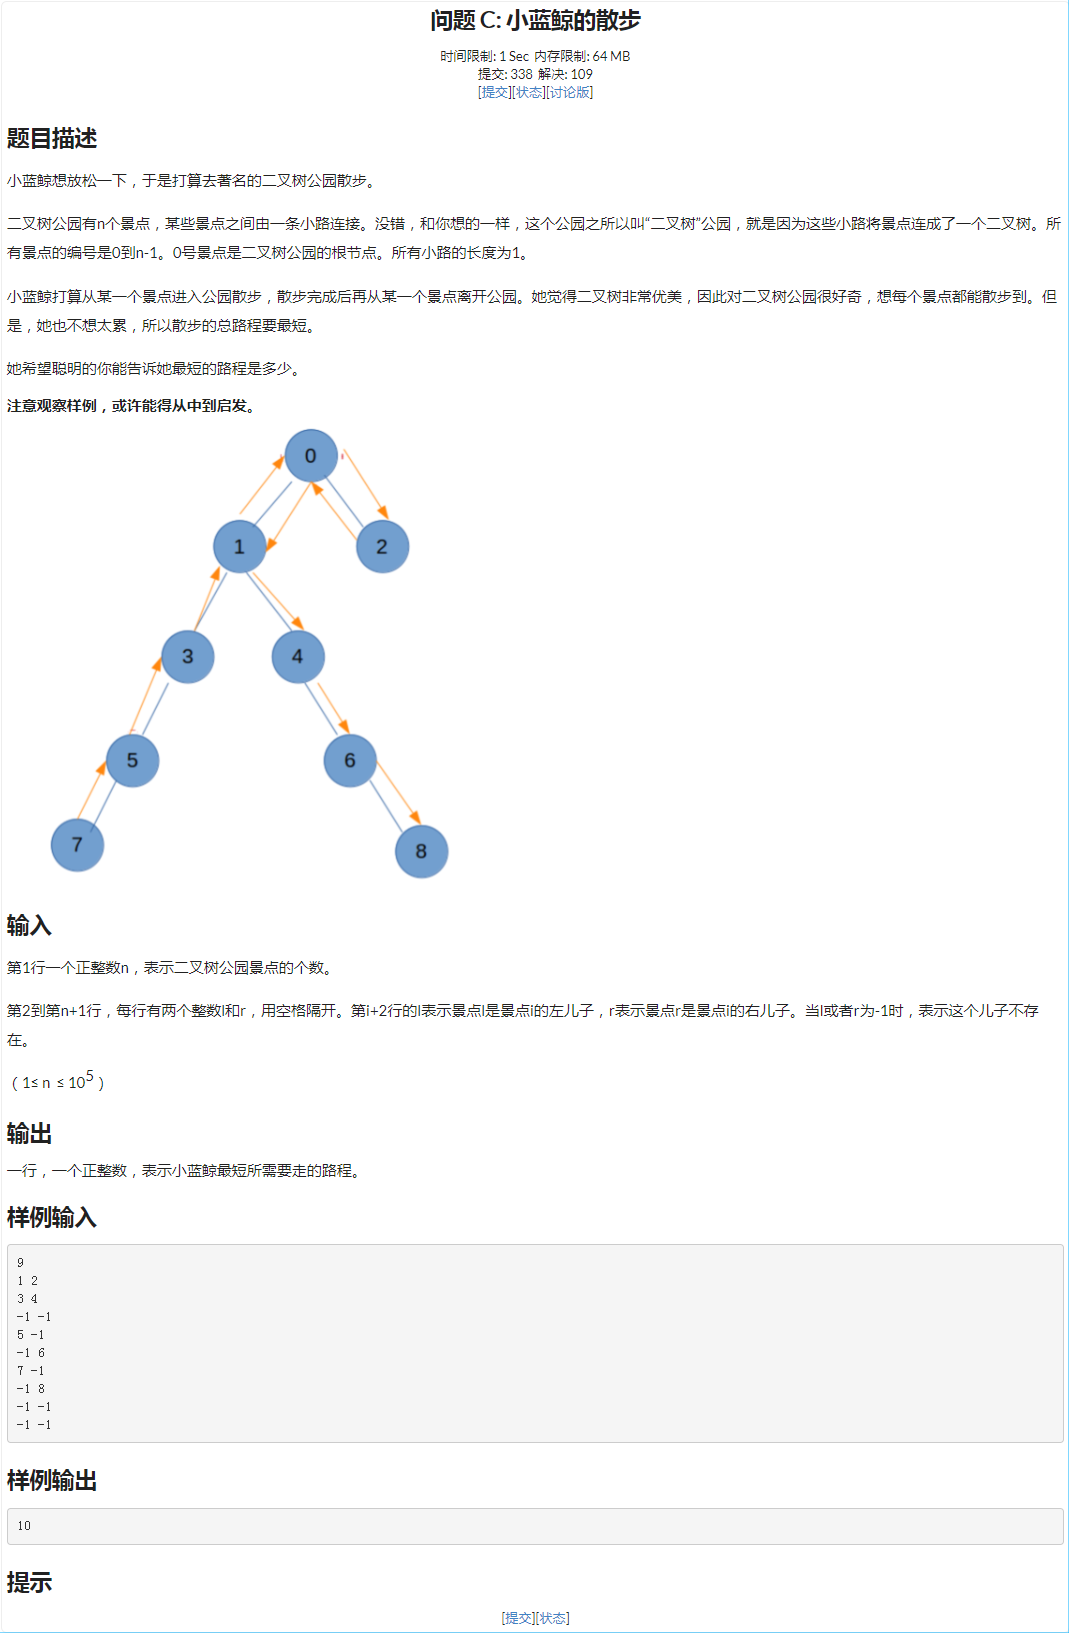 问题 C: 小蓝鲸的散步
时间限制: 1 Sec 内存限制: 64 MB
提交: 338 解决: 109
[提交][状态][讨论版]
题目描述
小蓝鲸想放松一下，于是打算去著名的二叉树公园散步。
二叉树公园有n个景点，某些景点之间由一条小路连接。没错，和你想的一样，这个公园之所以叫“二叉树”公园，就是因为这些小路将景点连成了一个二叉树。所
有景点的编号是0到n-1。0号景点是二叉树公园的根节点。所有小路的长度为1。
小蓝鲸打算从某一个景点进入公园散步，散步完成后再从某一个景点离开公园。她觉得二叉树非常优美，因此对二叉树公园很好奇，想每个景点都能散步到。但
是，她也不想太累，所以散步的总路程要最短。
她希望聪明的你能告诉她最短的路程是多少。
注意观察样例，或许能得从中到启发。
0
1
2
3
4
5
6
7
8
输入
第1行一个正整数n，表示二叉树公园景点的个数。
第2到第n+1行，每行有两个整数l和r，用空格隔开。第i+2行的l表示景点l是景点i的左儿子，r表示景点r是景点i的右儿子。当l或者r为-1时，表示这个儿子不存
在。
（1≤ n ≤ 10⁵）
输出
一行，一个正整数，表示小蓝鲸最短所需要走的路程。
样例输入
9
1 2
3 4
-1 -1
5 -1
-1 6
7 -1
-1 8
-1 -1
-1 -1
样例输出
10
提示
[提交][状态]